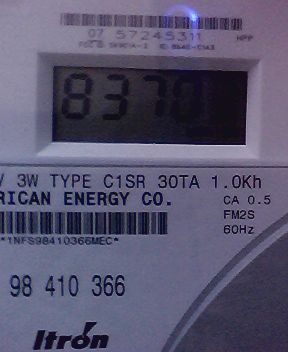 07 57245311 HPP
8370
V 3W TYPE C1SR 30TA 1.0Kh
RICAN ENERGY CO. CA 0.5
FM2S
*1NFS98410366MEC* 60Hz
98 410 366
Itron